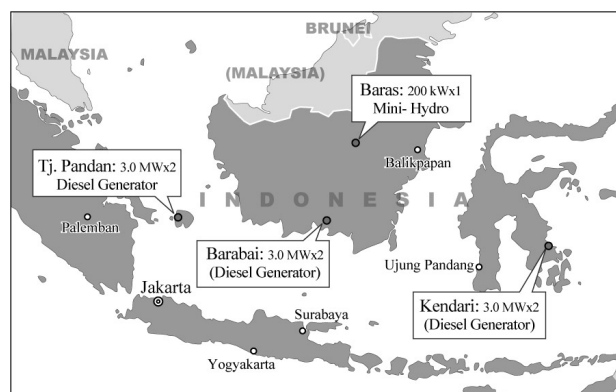 BRUNEI
MALAYSIA
(MALAYSIA)
Baras: 200 kWx1
Mini- Hydro
Balikpapan
Tj. Pandan: 3.0 MWx2
Diesel Generator
INDONESIA
Palemban
Barabai: 3.0 MWx2
(Diesel Generator)
Ujung Pandang
Jakarta
Kendari: 3.0 MWx2
(Diesel Generator)
Surabaya
Yogyakarta